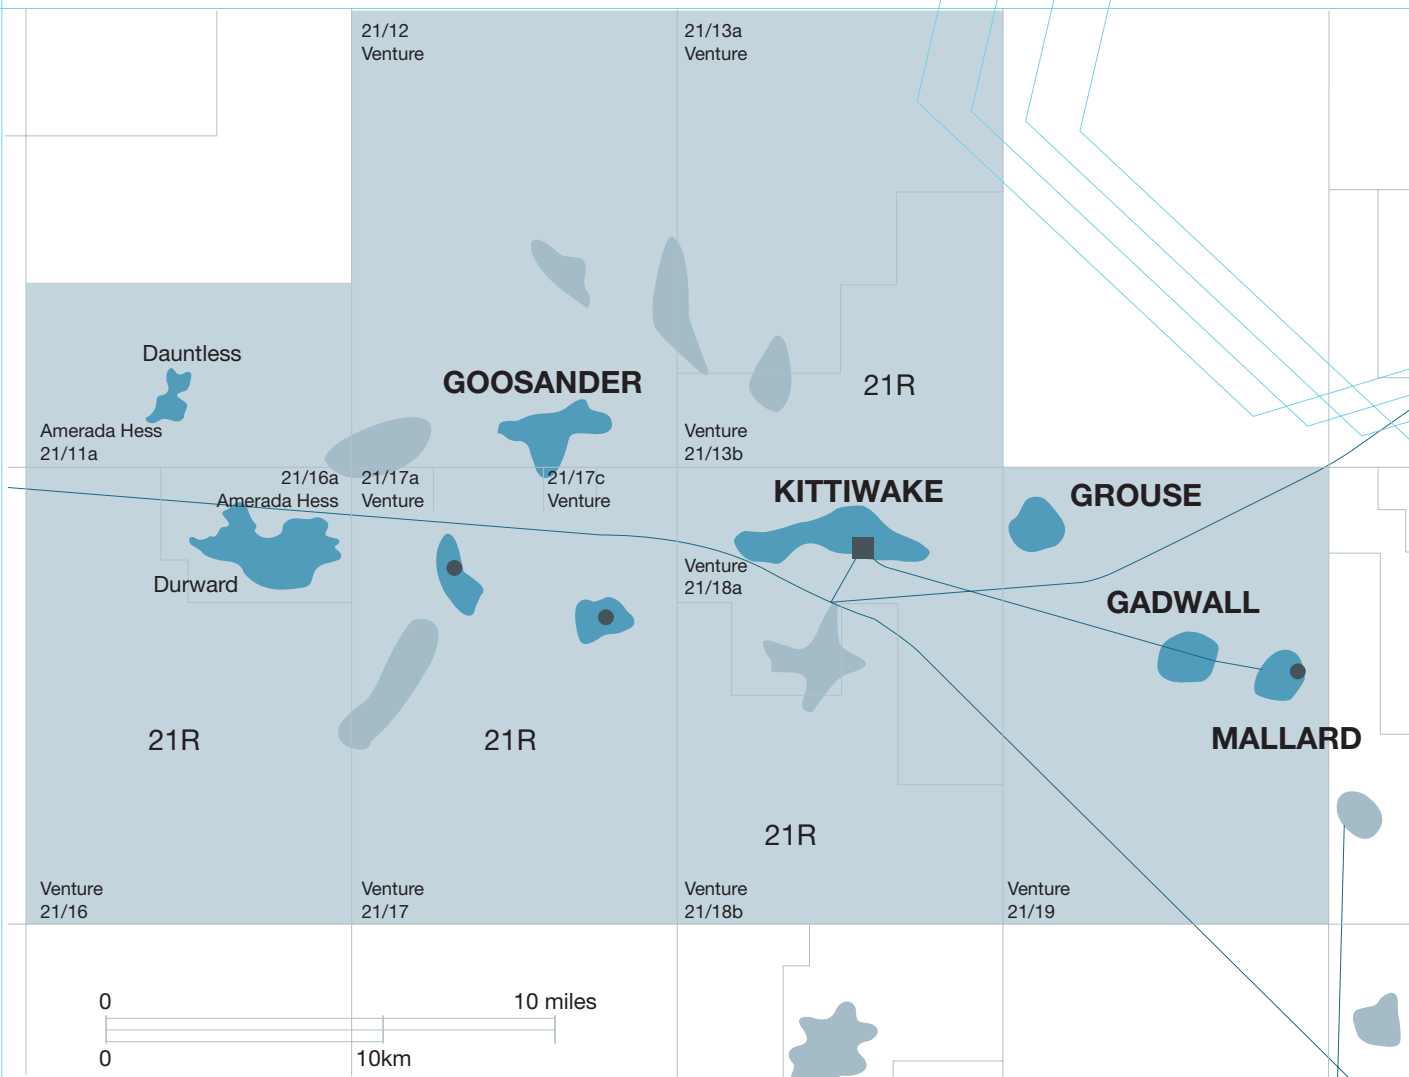 21/12
Venture
21/13a
Venture
Dauntless
GOOSANDER
21R
Amerada Hess
21/11a
Venture
21/13b
21/16a
Amerada Hess
21/17a
Venture
21/17c
Venture
KITTIWAKE
GROUSE
Durward
Venture
21/18a
GADWALL
21R
21R
MALLARD
21R
Venture
21/16
Venture
21/17
Venture
21/18b
Venture
21/19
0
10 miles
0
10km